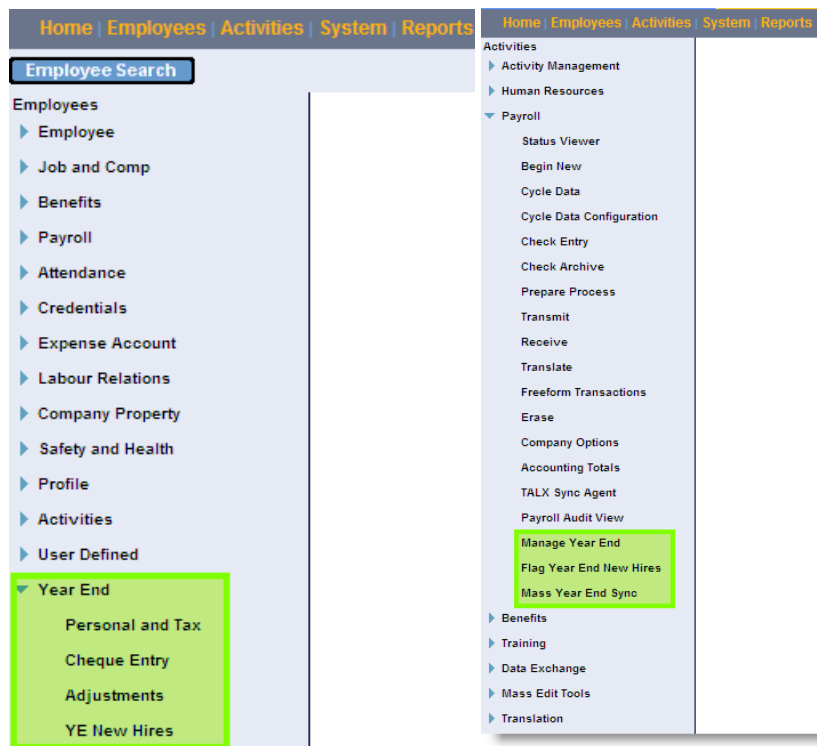 Home | Employees | Activities | System | Reports
Employee Search
Employees
Employee
Job and Comp
Benefits
Payroll
Attendance
Credentials
Expense Account
Labour Relations
Company Property
Safety and Health
Profile
Activities
User Defined
Year End
Personal and Tax
Cheque Entry
Adjustments
YE New Hires
Home | Employees | Activities | System | Reports
Activities
Activity Management
Human Resources
Payroll
Status Viewer
Begin New
Cycle Data
Cycle Data Configuration
Check Entry
Check Archive
Prepare Process
Transmit
Receive
Translate
Freeform Transactions
Erase
Company Options
Accounting Totals
TALX Sync Agent
Payroll Audit View
Manage Year End
Flag Year End New Hires
Mass Year End Sync
Benefits
Training
Data Exchange
Mass Edit Tools
Translation